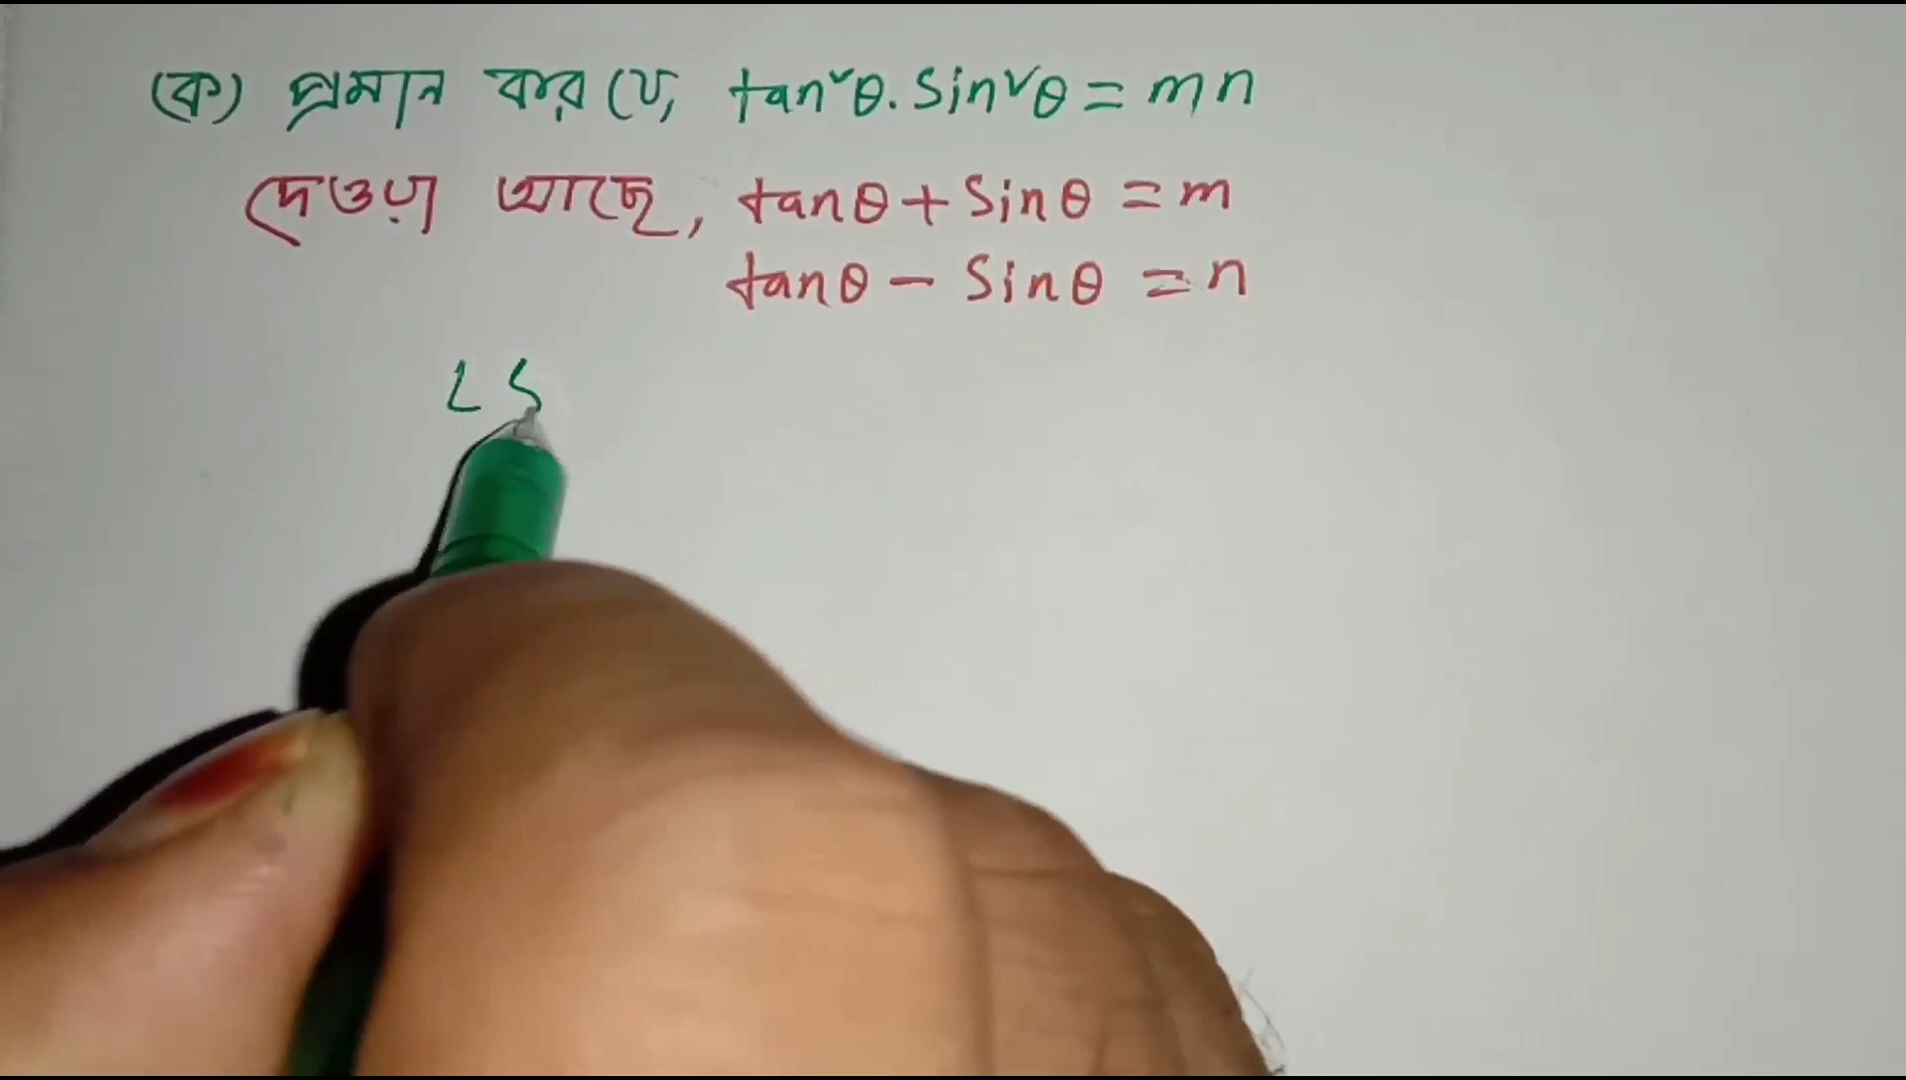 (ক) প্রমান কর যে, tan²θ. Sin²θ = mn
দেওয়া আছে, tanθ + Sinθ = m
tanθ - Sinθ = n
LS